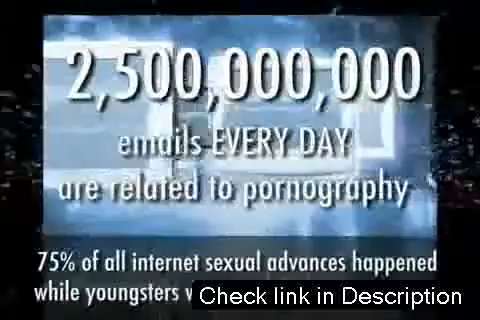 2,500,000,000
emails EVERY DAY
are related to pornography
75% of all internet sexual advances happened
while youngsters
Check link in Description